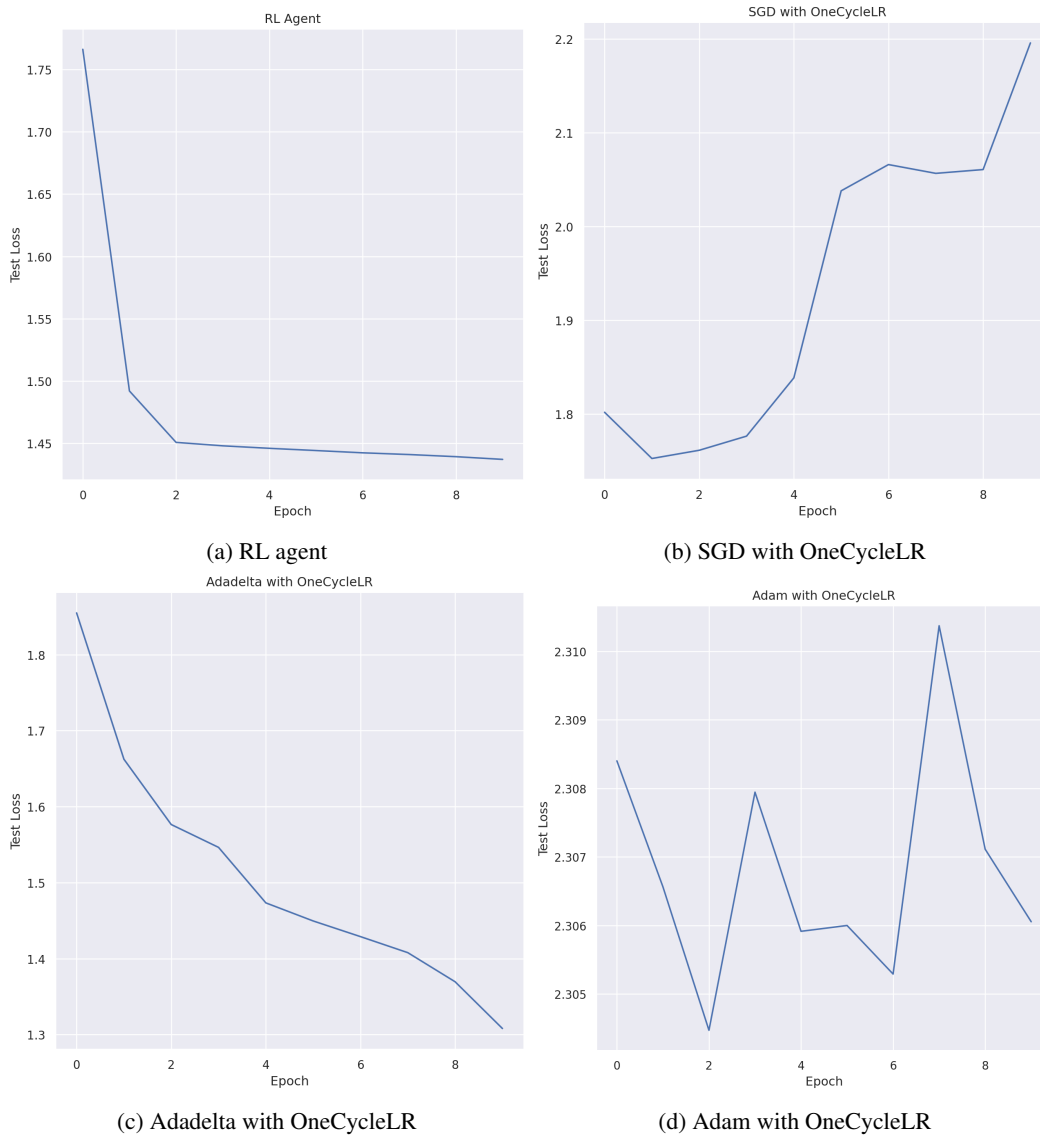 RL Agent
1.75
1.70
1.65
1.60
1.55
1.50
1.45
Test Loss
0 2 4 6 8
Epoch
(a) RL agent
SGD with OneCycleLR
2.2
2.1
2.0
1.9
1.8
Test Loss
0 2 4 6 8
Epoch
(b) SGD with OneCycleLR
Adadelta with OneCycleLR
1.8
1.7
1.6
1.5
1.4
1.3
Test Loss
0 2 4 6 8
Epoch
(c) Adadelta with OneCycleLR
Adam with OneCycleLR
2.310
2.309
2.308
2.307
2.306
2.305
Test Loss
0 2 4 6 8
Epoch
(d) Adam with OneCycleLR